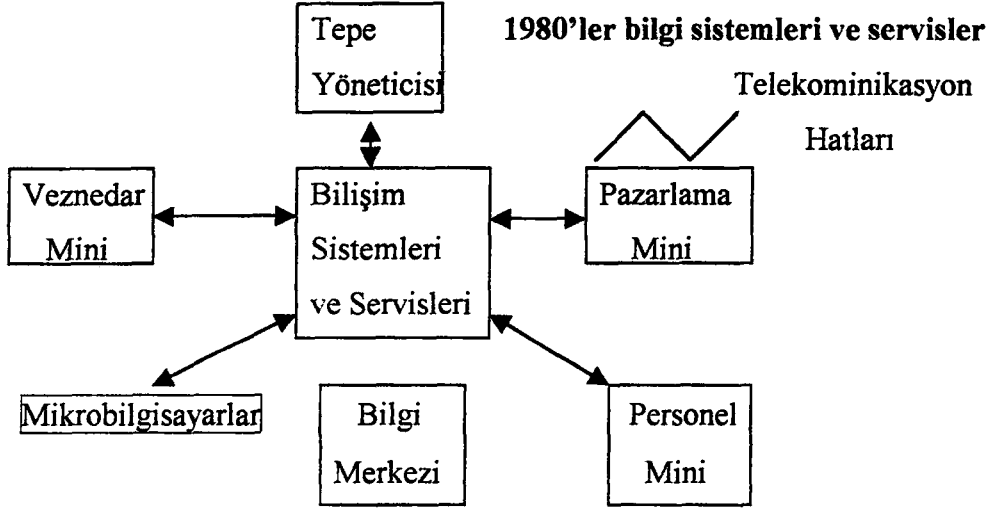 Tepe
Yöneticisi
1980’ler bilgi sistemleri ve servisler
Telekominikasyon
Hatları
Veznedar
Mini
Bilişim
Sistemleri
ve Servisleri
Pazarlama
Mini
Mikrobilgisayarlar
Bilgi
Merkezi
Personel
Mini